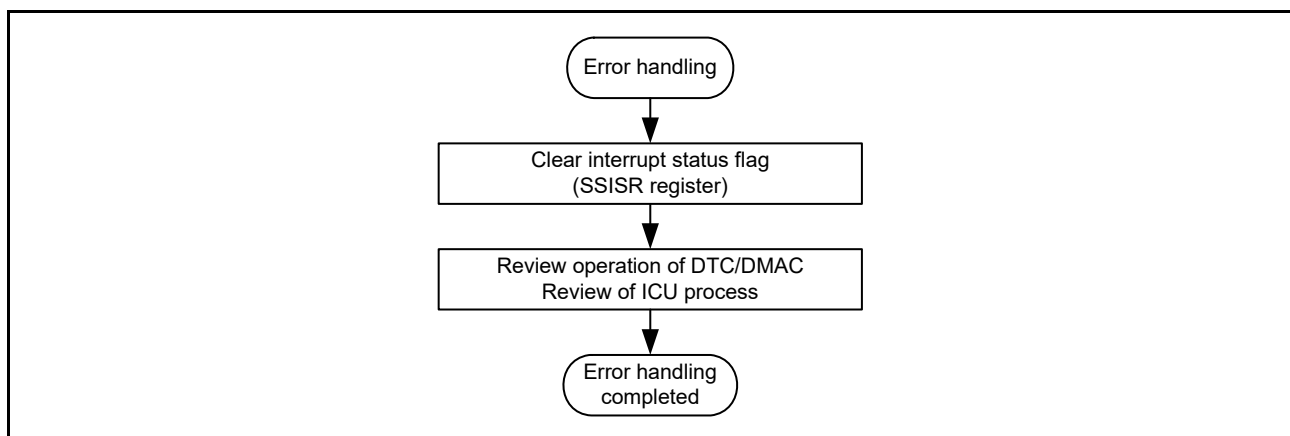 Error handling
Clear interrupt status flag
(SSISR register)
Review operation of DTC/DMAC
Review of ICU process
Error handling
completed